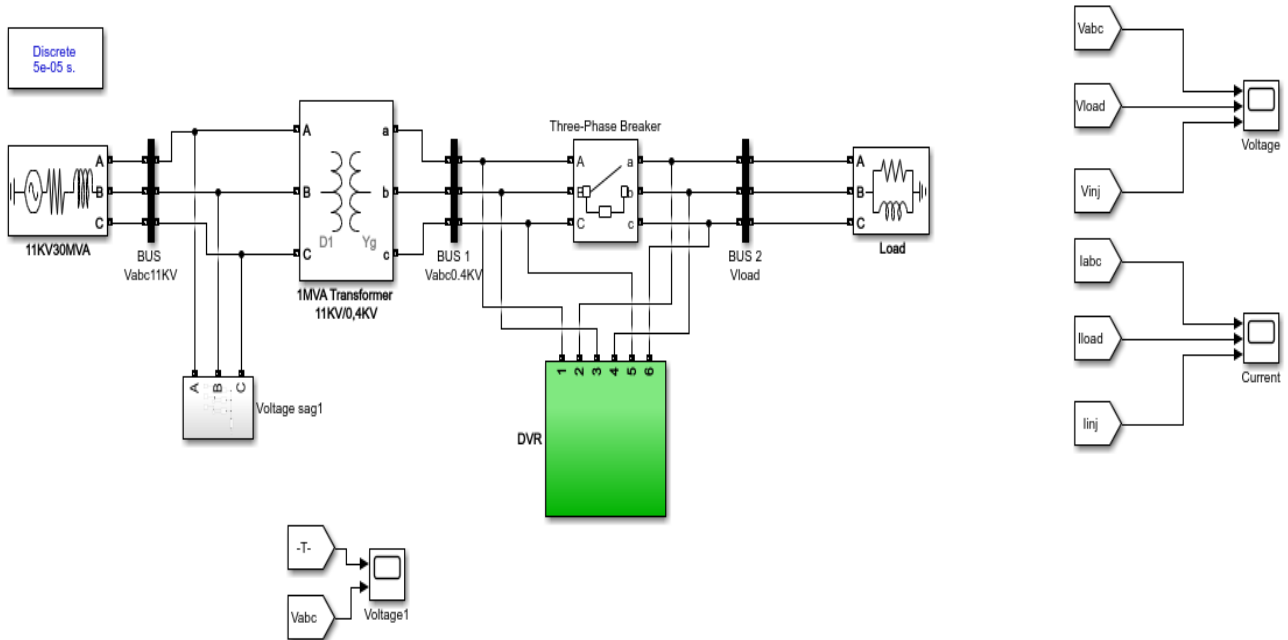 Discrete
5e-05 s.
A
B
C
11KV/30MVA
BUS
Vabc11KV
A
B
C
D1
Yg
a
b
c
1MVA Transformer
11KV/0,4KV
BUS 1
Vabc0.4KV
Three-Phase Breaker
A
B
C
a
b
c
BUS 2
Vload
A
B
C
Load
A
B
C
Voltage sag1
1
2
3
4
5
6
DVR
-T-
Vabc
Voltage1
Vabc
Vload
Vinj
Voltage
Iabc
Iload
Iinj
Current